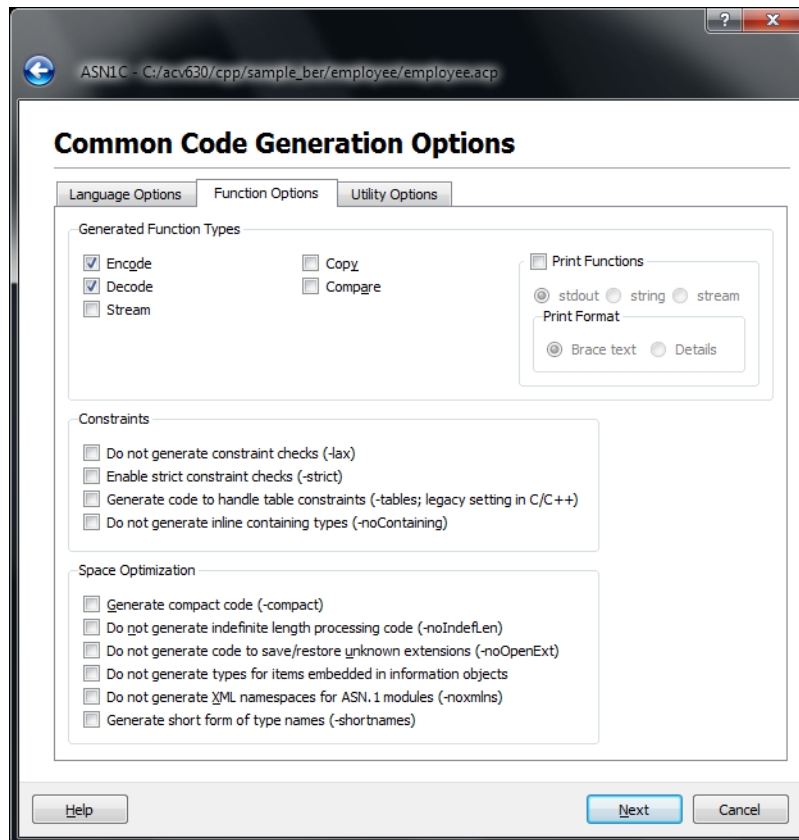 ASN1C - C:/acv630/cpp/sample_ber/employee/employee.acp
Common Code Generation Options
Language Options
Function Options
Utility Options
Generated Function Types
Encode
Decode
Stream
Copy
Compare
Print Functions
stdout string stream
Print Format
Brace text Details
Constraints
Do not generate constraint checks (-lax)
Enable strict constraint checks (-strict)
Generate code to handle table constraints (-tables; legacy setting in C/C++)
Do not generate inline containing types (-noContaining)
Space Optimization
Generate compact code (-compact)
Do not generate indefinite length processing code (-noIndefLen)
Do not generate code to save/restore unknown extensions (-noOpenExt)
Do not generate types for items embedded in information objects
Do not generate XML namespaces for ASN.1 modules (-noxmlns)
Generate short form of type names (-shortnames)
Help
Next
Cancel